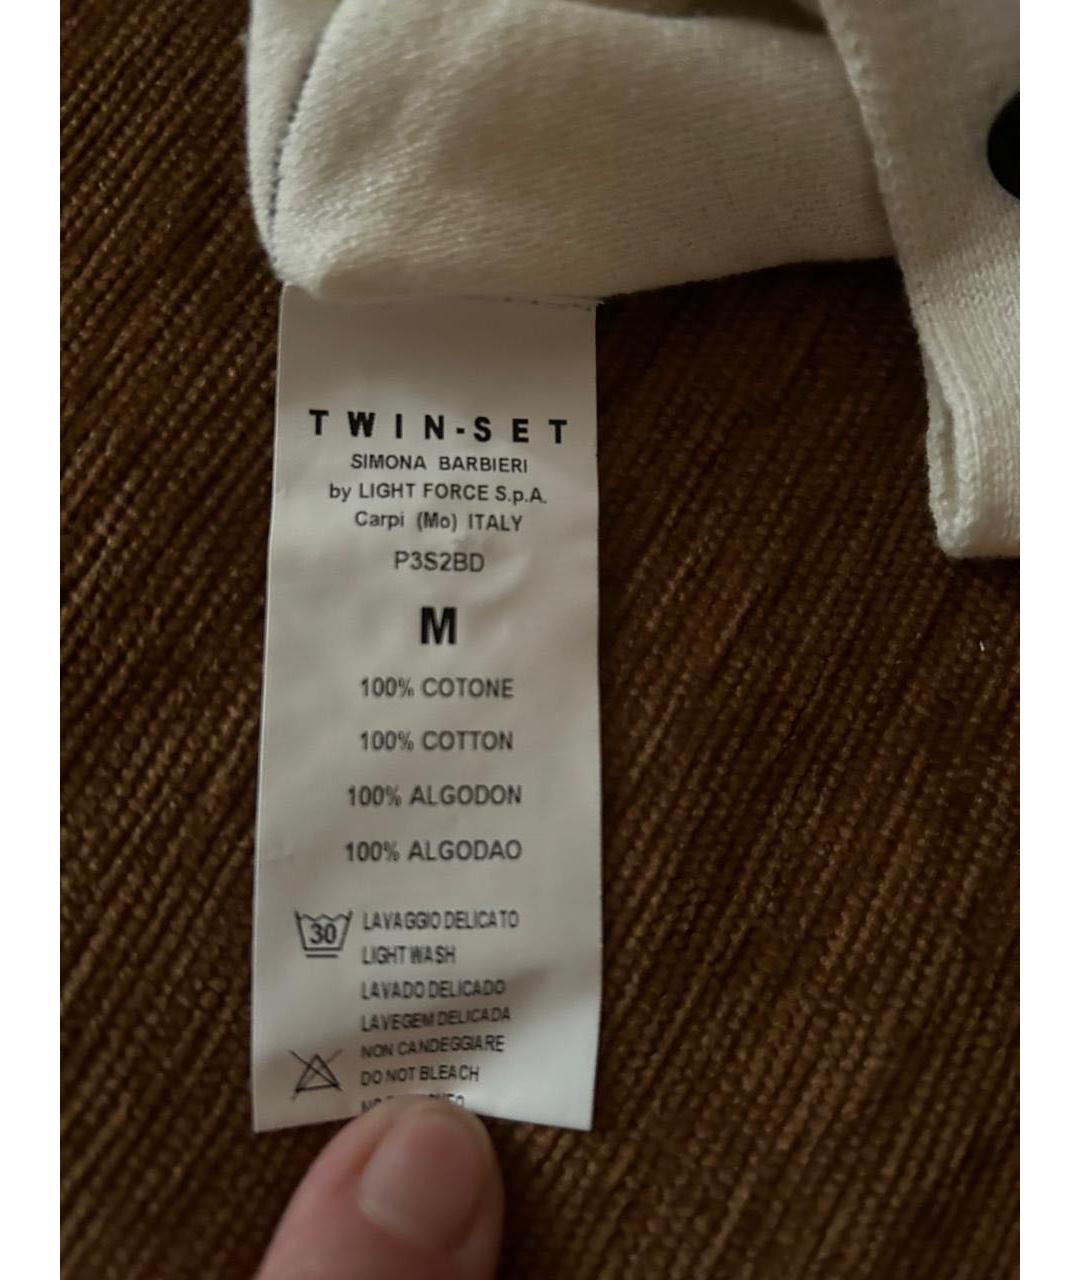 TWIN-SET
SIMONA BARBIERI
by LIGHT FORCE S.p.A.
Carpi (Mo) ITALY
P3S2BD
M
100% COTONE
100% COTTON
100% ALGODON
100% ALGODAO
30 LAVAGGIO DELICATO
LIGHT WASH
LAVADO DELICADO
LAVEGEM DELICADA
NON CANDEGGIARE
DO NOT BLEACH